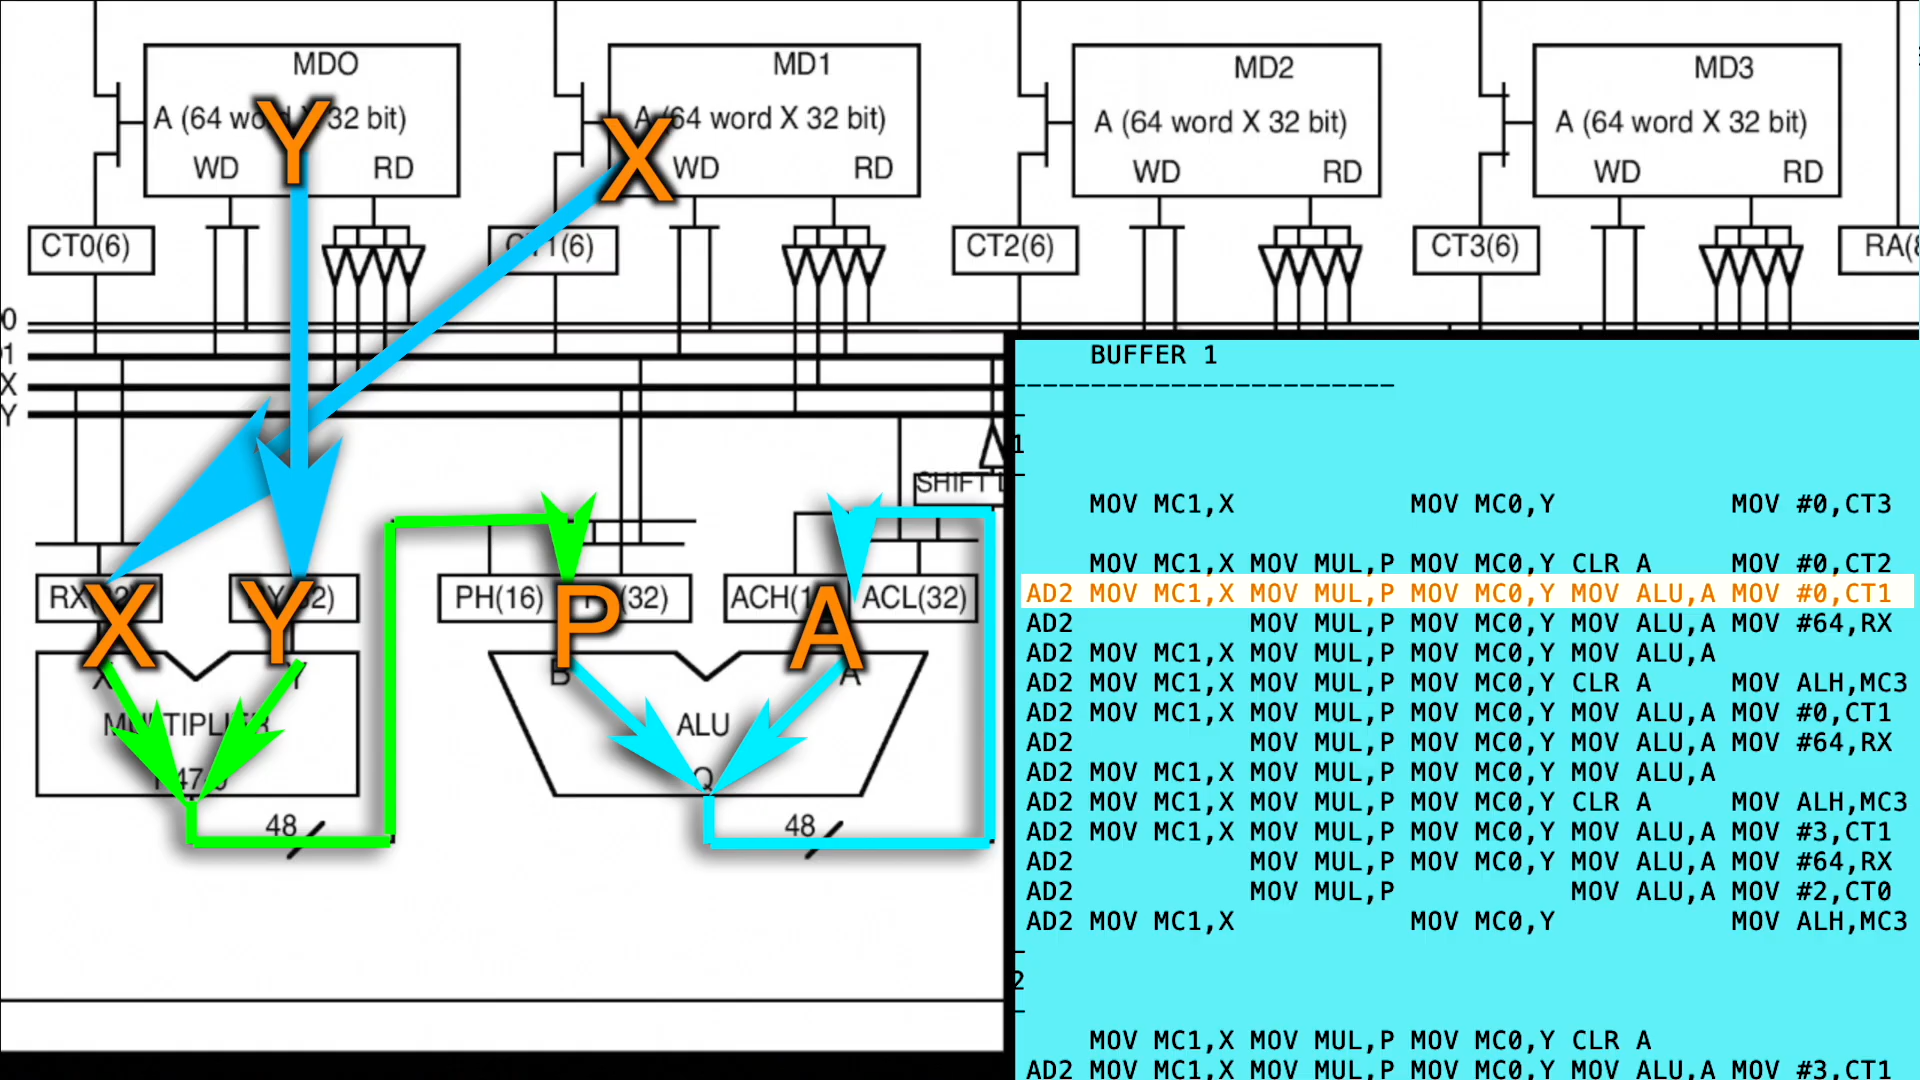 MD0 MD1 MD2 MD3
A (64 word X 32 bit) A (64 word X 32 bit) A (64 word X 32 bit) A (64 word X 32 bit)
Y X
WD RD WD RD WD RD WD RD
CT0(6) CT1(6) CT2(6) CT3(6) RA(8
0
1
X
Y
SHIFT L
RX( 2) Y( 2) PH(16) (32) ACH(1 ACL(32)
X Y P A
X Y B A
MULTIPLIER ALU
Q
48 48
BUFFER 1
------------------------
-
1
-
MOV MC1,X MOV MC0,Y MOV #0,CT3
MOV MC1,X MOV MUL,P MOV MC0,Y CLR A MOV #0,CT2
AD2 MOV MC1,X MOV MUL,P MOV MC0,Y MOV ALU,A MOV #0,CT1
AD2 MOV MUL,P MOV MC0,Y MOV ALU,A MOV #64,RX
AD2 MOV MC1,X MOV MUL,P MOV MC0,Y MOV ALU,A
AD2 MOV MC1,X MOV MUL,P MOV MC0,Y CLR A MOV ALH,MC3
AD2 MOV MC1,X MOV MUL,P MOV MC0,Y MOV ALU,A MOV #0,CT1
AD2 MOV MUL,P MOV MC0,Y MOV ALU,A MOV #64,RX
AD2 MOV MC1,X MOV MUL,P MOV MC0,Y MOV ALU,A
AD2 MOV MC1,X MOV MUL,P MOV MC0,Y CLR A MOV ALH,MC3
AD2 MOV MC1,X MOV MUL,P MOV MC0,Y MOV ALU,A MOV #3,CT1
AD2 MOV MUL,P MOV MC0,Y MOV ALU,A MOV #64,RX
AD2 MOV MUL,P MOV ALU,A MOV #2,CT0
AD2 MOV MC1,X MOV MC0,Y MOV ALH,MC3
-
2
-
MOV MC1,X MOV MUL,P MOV MC0,Y CLR A
AD2 MOV MC1,X MOV MUL,P MOV MC0,Y MOV ALU,A MOV #3,CT1